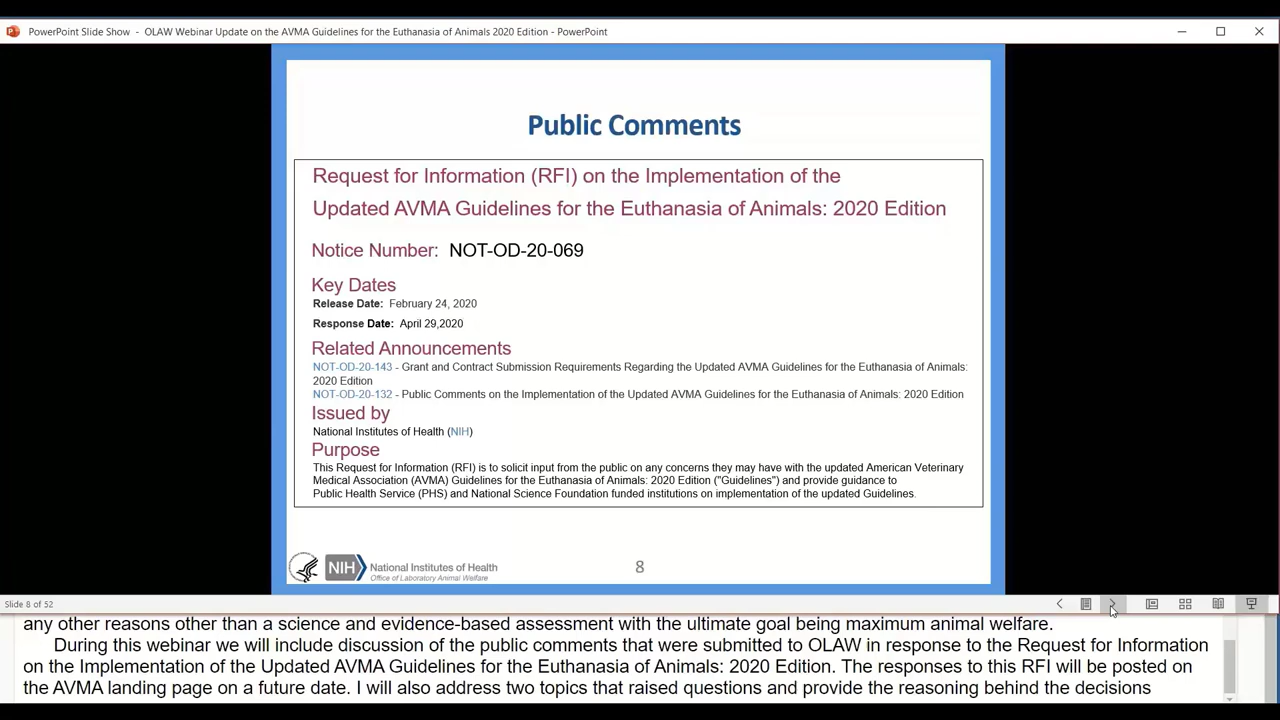 PowerPoint Slide Show - OLAW Webinar Update on the AVMA Guidelines for the Euthanasia of Animals 2020 Edition - PowerPoint
Public Comments
Request for Information (RFI) on the Implementation of the
Updated AVMA Guidelines for the Euthanasia of Animals: 2020 Edition
Notice Number: NOT-OD-20-069
Key Dates
Release Date: February 24, 2020
Response Date: April 29,2020
Related Announcements
NOT-OD-20-143 - Grant and Contract Submission Requirements Regarding the Updated AVMA Guidelines for the Euthanasia of Animals:
2020 Edition
NOT-OD-20-132 - Public Comments on the Implementation of the Updated AVMA Guidelines for the Euthanasia of Animals: 2020 Edition
Issued by
National Institutes of Health (NIH)
Purpose
This Request for Information (RFI) is to solicit input from the public on any concerns they may have with the updated American Veterinary
Medical Association (AVMA) Guidelines for the Euthanasia of Animals: 2020 Edition ("Guidelines") and provide guidance to
Public Health Service (PHS) and National Science Foundation funded institutions on implementation of the updated Guidelines.
NIH National Institutes of Health
Office of Laboratory Animal Welfare
8
Slide 8 of 52
any other reasons other than a science and evidence-based assessment with the ultimate goal being maximum animal welfare.
During this webinar we will include discussion of the public comments that were submitted to OLAW in response to the Request for Information
on the Implementation of the Updated AVMA Guidelines for the Euthanasia of Animals: 2020 Edition. The responses to this RFI will be posted on
the AVMA landing page on a future date. I will also address two topics that raised questions and provide the reasoning behind the decisions